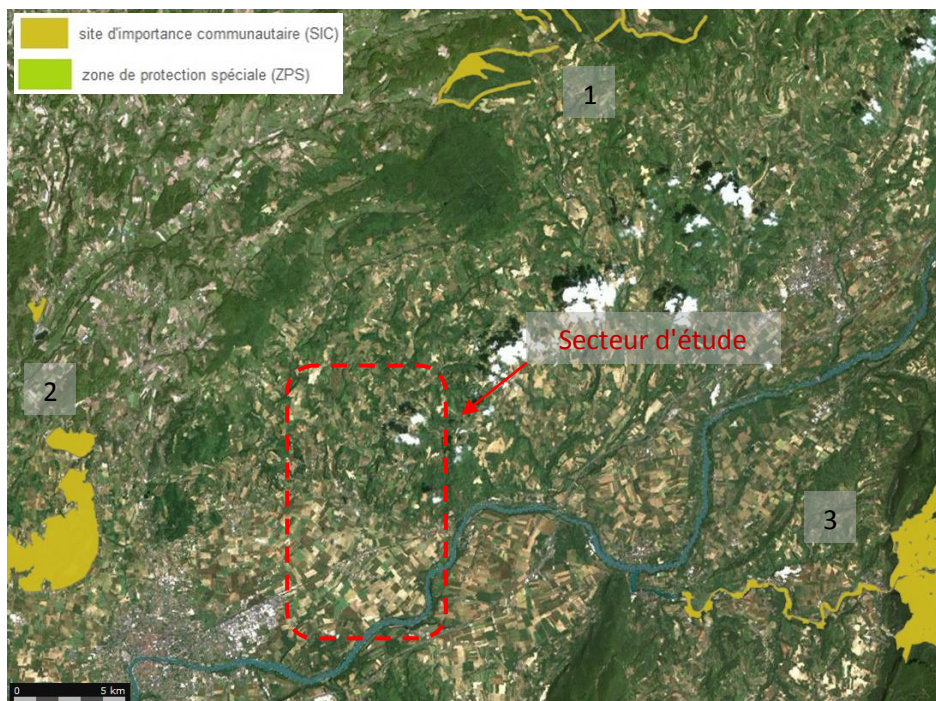 site d'importance communautaire (SIC)
zone de protection spéciale (ZPS)
1
Secteur d'étude
2
3
0 5 km